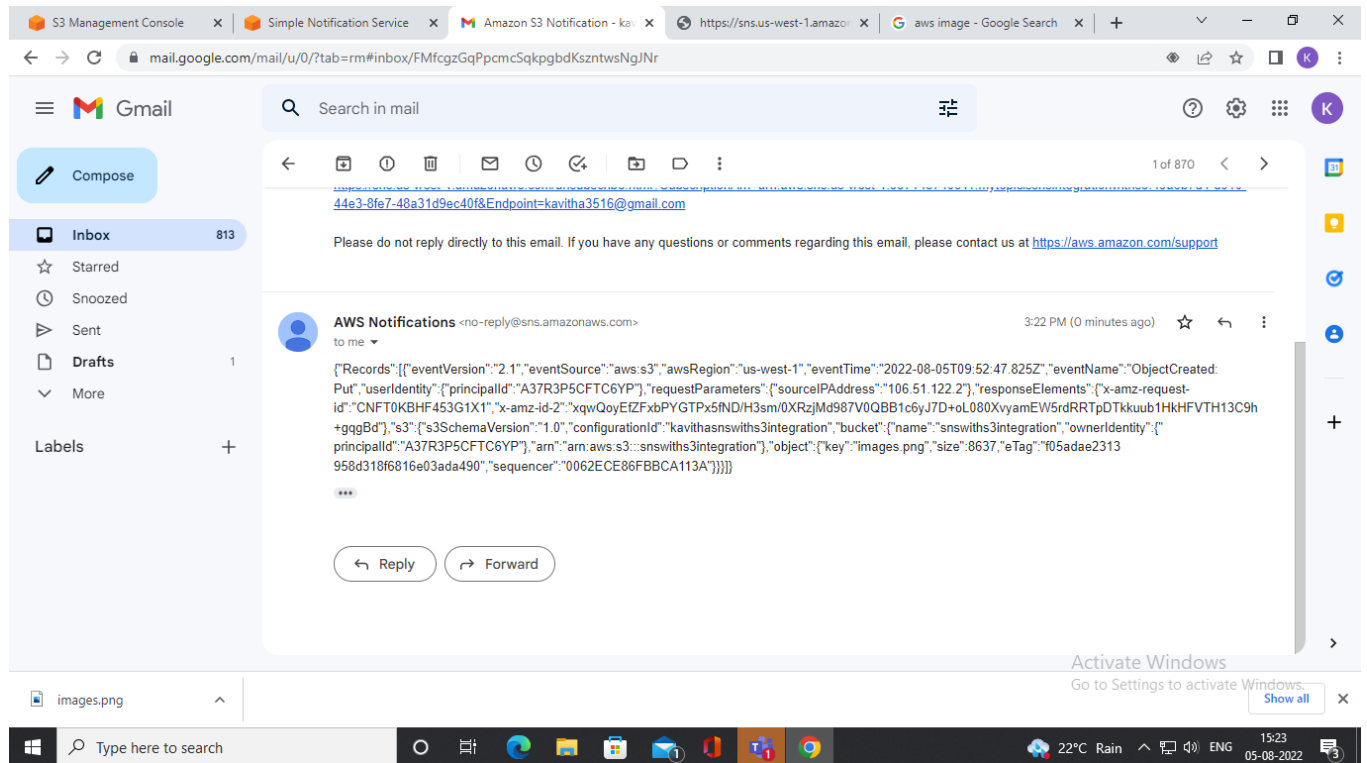 S3 Management Console
Simple Notification Service
Amazon S3 Notification - kav
https://sns.us-west-1.amazon
aws image - Google Search
mail.google.com/mail/u/0/?tab=rm#inbox/FMfcgzGqPpcmcSqkpgbdKszntwsNgJNr
K
Gmail
Search in mail
K
Compose
1 of 870
31
44e3-8fe7-48a31d9ec40f&Endpoint=kavitha3516@gmail.com
Inbox 813
Please do not reply directly to this email. If you have any questions or comments regarding this email, please contact us at https://aws.amazon.com/support
Starred
Snoozed
Sent
Drafts 1
More
Labels
AWS Notifications <no-reply@sns.amazonaws.com> 3:22 PM (0 minutes ago)
to me
{"Records":[{"eventVersion":"2.1","eventSource":"aws:s3","awsRegion":"us-west-1","eventTime":"2022-08-05T09:52:47.825Z","eventName":"ObjectCreated:
Put","userIdentity":{"principalId":"A37R3P5CFTC6YP"},"requestParameters":{"sourceIPAddress":"106.51.122.2"},"responseElements":{"x-amz-request-
id":"CNFT0KBHF453G1X1","x-amz-id-2":"xqwQoyEfZFxbPYGTPx5fND/H3sm/0XRzjMd987V0QBB1c6yJ7D+oL080XvyamEW5rdRRTpDTkkuub1HkHFVTH13C9h
+gqgBd"},"s3":{"s3SchemaVersion":"1.0","configurationId":"kavithasnswiths3integration","bucket":{"name":"snswiths3integration","ownerIdentity":{"
principalId":"A37R3P5CFTC6YP"},"arn":"arn:aws:s3:::snswiths3integration"},"object":{"key":"images.png","size":8637,"eTag":"f05adae2313
958d318f6816e03ada490","sequencer":"0062ECE86FBBCA113A"}}}]}
Reply
Forward
Activate Windows
Go to Settings to activate Windows.
images.png
Show all
Type here to search
1
1
22°C Rain
ENG
15:23
05-08-2022
3